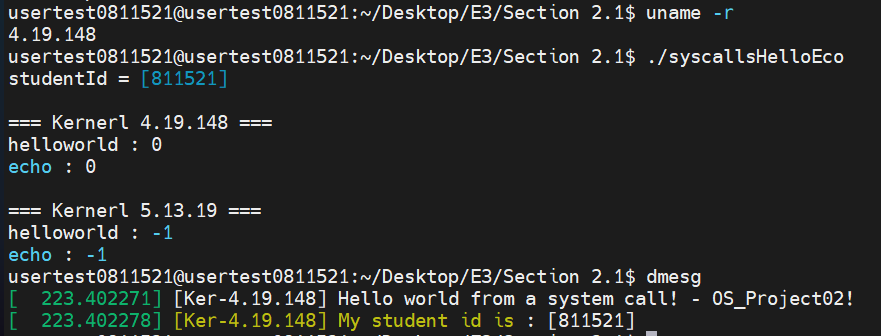 usertest0811521@usertest0811521:~/Desktop/E3/Section 2.1$ uname -r
4.19.148
usertest0811521@usertest0811521:~/Desktop/E3/Section 2.1$ ./syscallsHelloEco
studentId = [811521]
=== Kernerl 4.19.148 ===
helloworld : 0
echo : 0
=== Kernerl 5.13.19 ===
helloworld : -1
echo : -1
usertest0811521@usertest0811521:~/Desktop/E3/Section 2.1$ dmesg
[  223.402271] [Ker-4.19.148] Hello world from a system call! - OS_Project02!
[  223.402278] [Ker-4.19.148] My student id is : [811521]